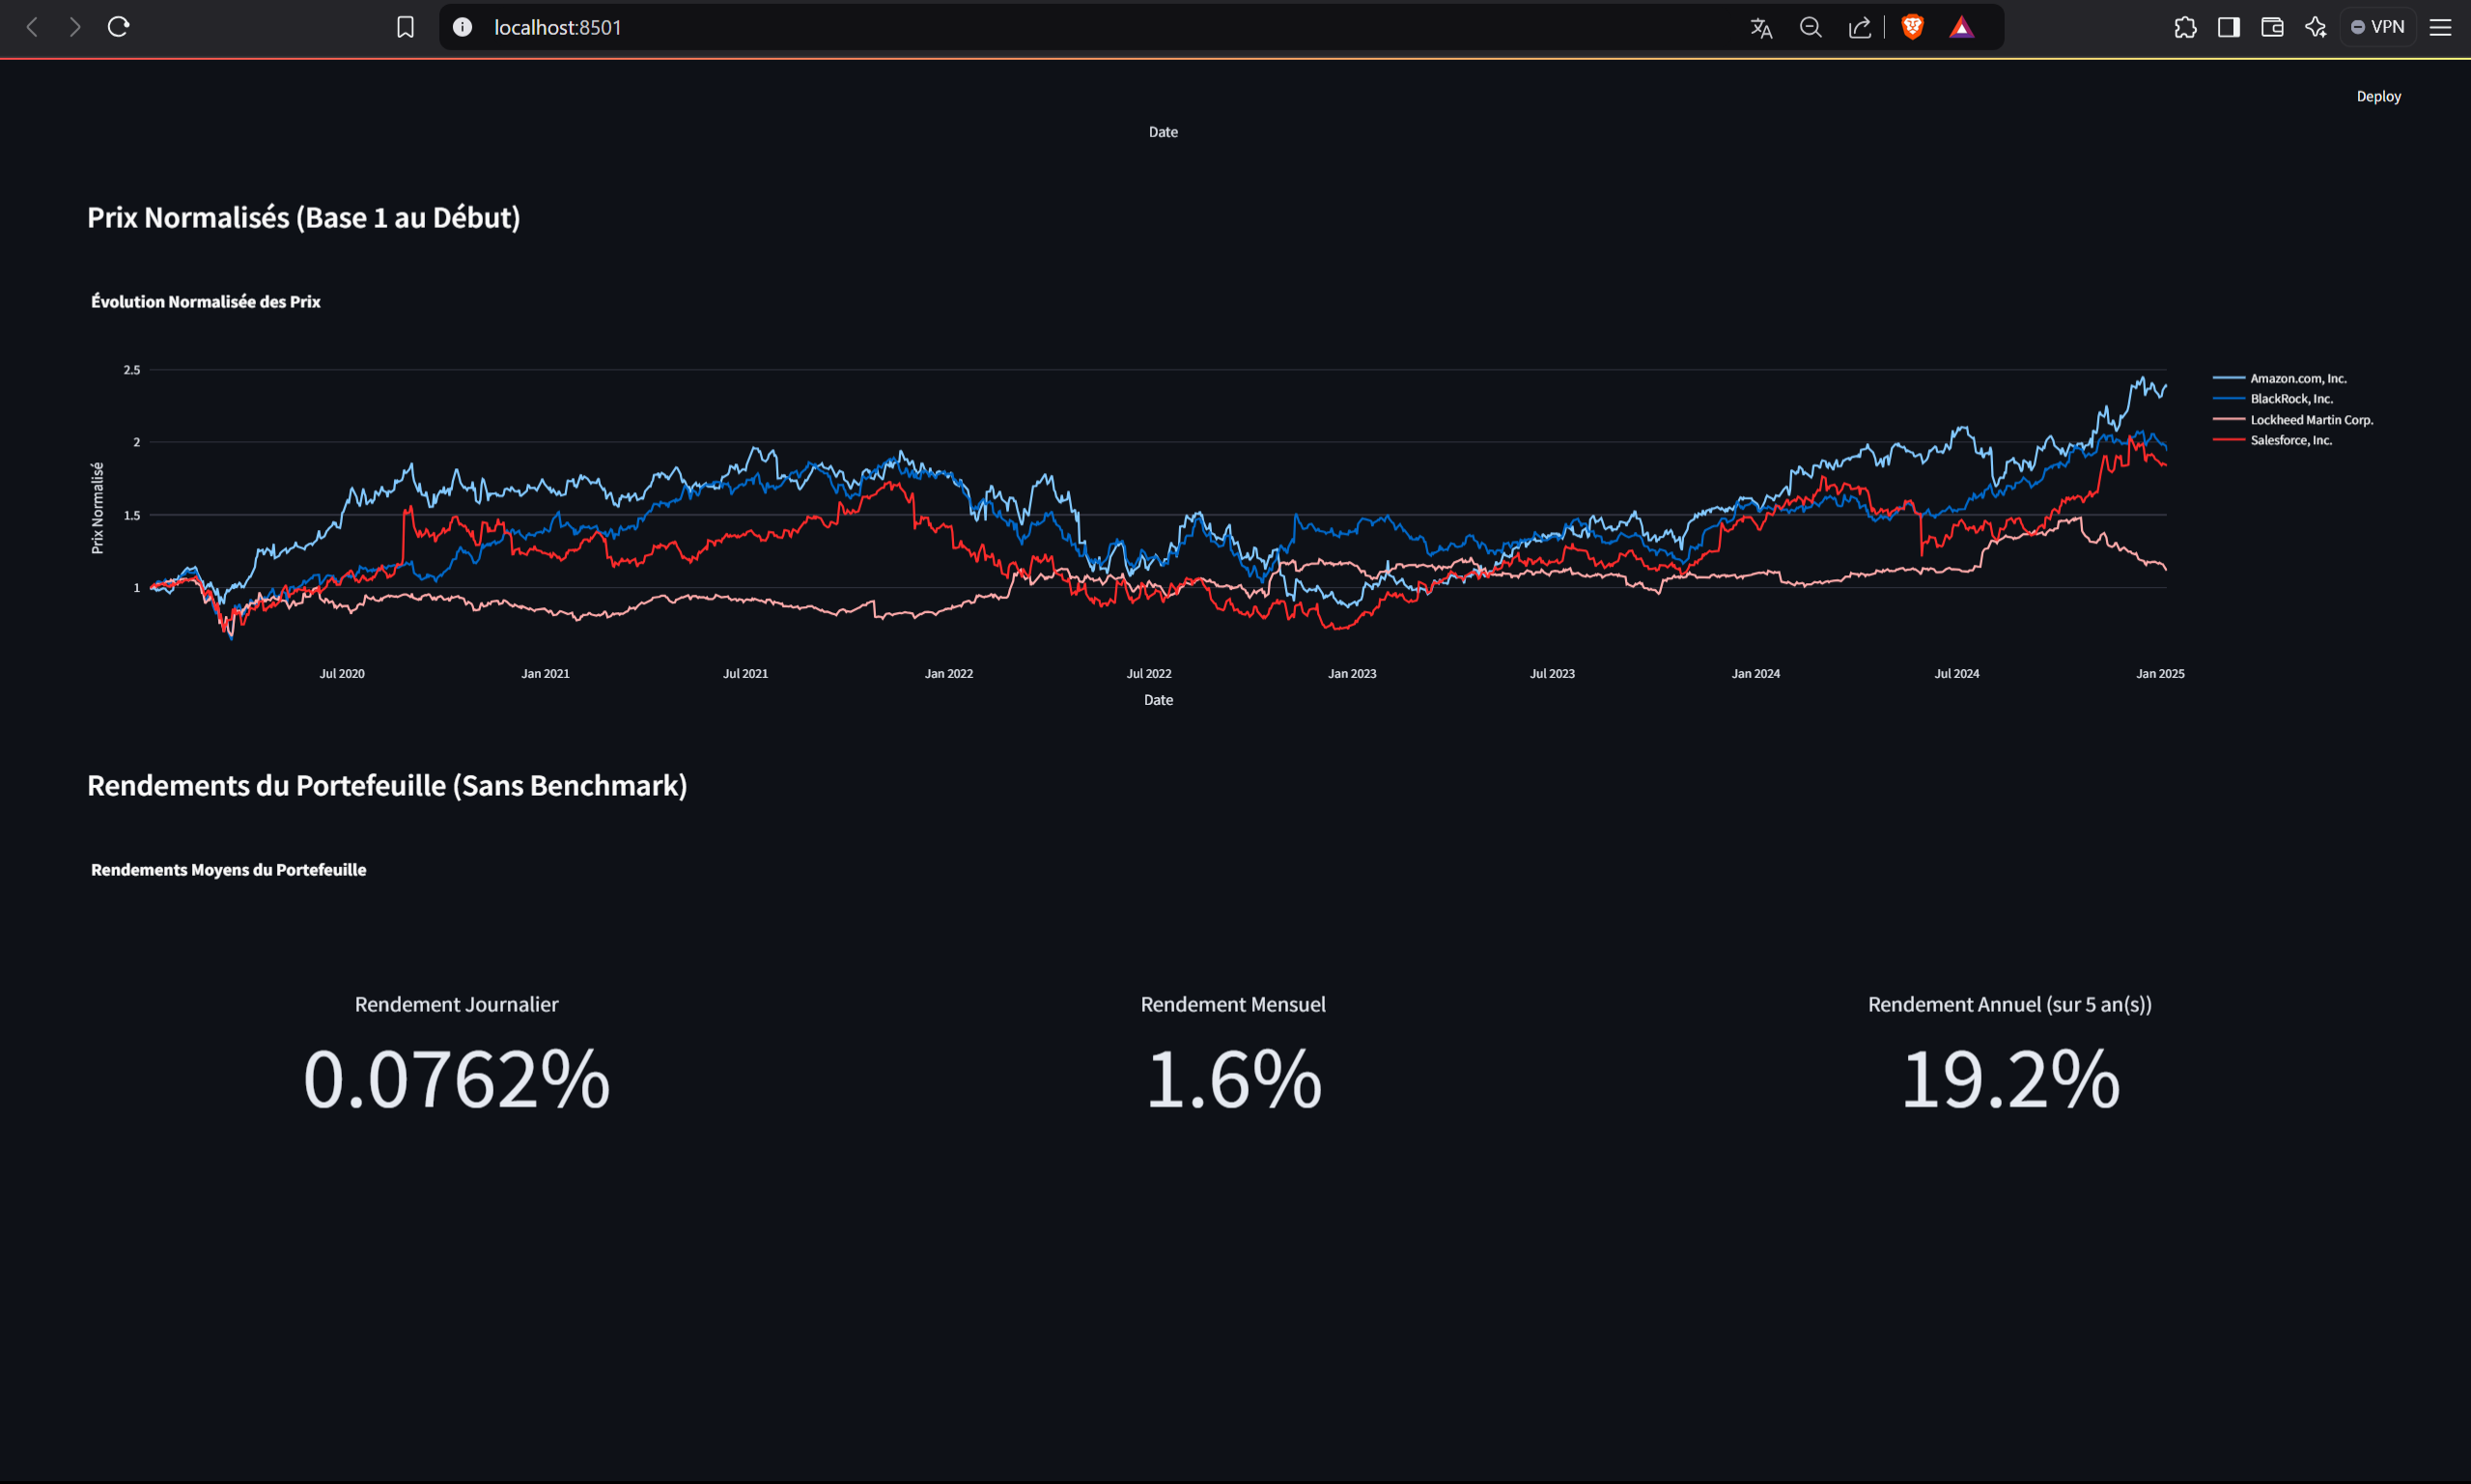 localhost:8501
VPN
Deploy
Date
Prix Normalisés (Base 1 au Début)
Évolution Normalisée des Prix
2.5
2
1.5
1
Prix Normalisé
Amazon.com, Inc.
BlackRock, Inc.
Lockheed Martin Corp.
Salesforce, Inc.
Jul 2020
Jan 2021
Jul 2021
Jan 2022
Jul 2022
Jan 2023
Jul 2023
Jan 2024
Jul 2024
Jan 2025
Date
Rendements du Portefeuille (Sans Benchmark)
Rendements Moyens du Portefeuille
Rendement Journalier
0.0762%
Rendement Mensuel
1.6%
Rendement Annuel (sur 5 an(s))
19.2%